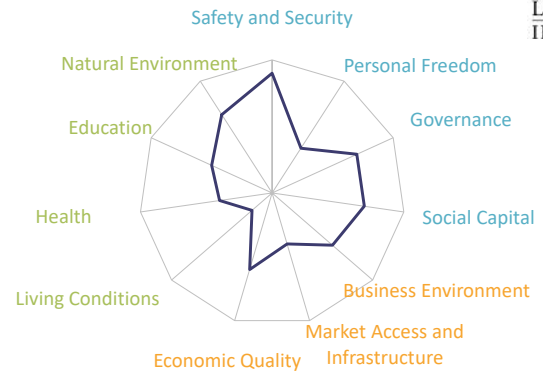 Safety and Security
Natural Environment
Personal Freedom
Education
Governance
Health
Social Capital
Living Conditions
Business Environment
Market Access and
Infrastructure
Economic Quality